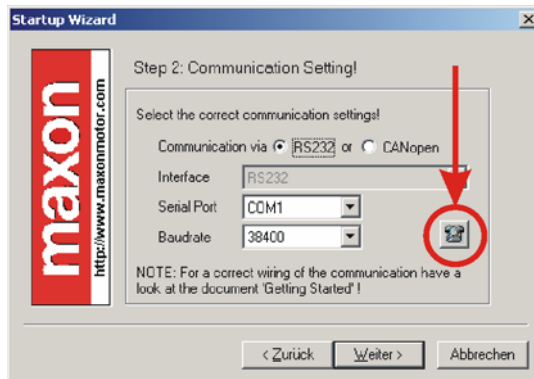 Startup Wizard
maxon
http://www.maxonmotor.com
Step 2: Communication Setting!
Select the correct communication settings!
Communication via RS232 or CANopen
Interface RS232
Serial Port COM1
Baudrate 38400
NOTE: For a correct wiring of the communication have a
look at the document 'Getting Started' !
< Zurück Weiter > Abbrechen